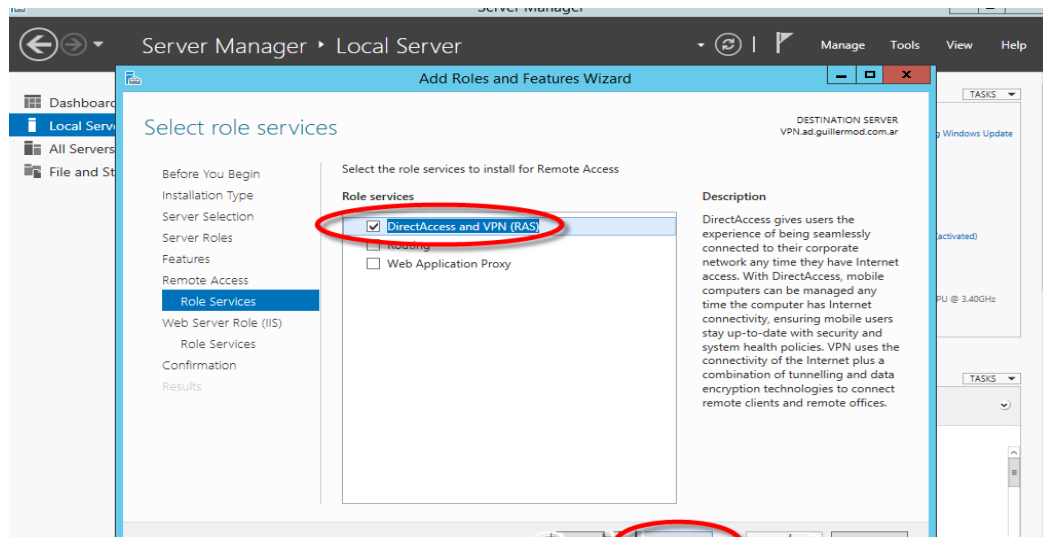 Server Manager
Server Manager ‣ Local Server
Manage Tools View Help
Add Roles and Features Wizard
TASKS
Dashboard
Local Serv
All Servers
File and St
Select role services
DESTINATION SERVER
VPN.ad.guillermod.com.ar
g Windows Update
Before You Begin
Installation Type
Server Selection
Server Roles
Features
Remote Access
Role Services
Web Server Role (IIS)
Role Services
Confirmation
Results
Select the role services to install for Remote Access
Role services
DirectAccess and VPN (RAS)
Routing
Web Application Proxy
Description
DirectAccess gives users the
experience of being seamlessly
connected to their corporate
network any time they have Internet
access. With DirectAccess, mobile
computers can be managed any
time the computer has Internet
connectivity, ensuring mobile users
stay up-to-date with security and
system health policies. VPN uses the
connectivity of the Internet plus a
combination of tunnelling and data
encryption technologies to connect
remote clients and remote offices.
(activated)
PU @ 3.40GHz
TASKS